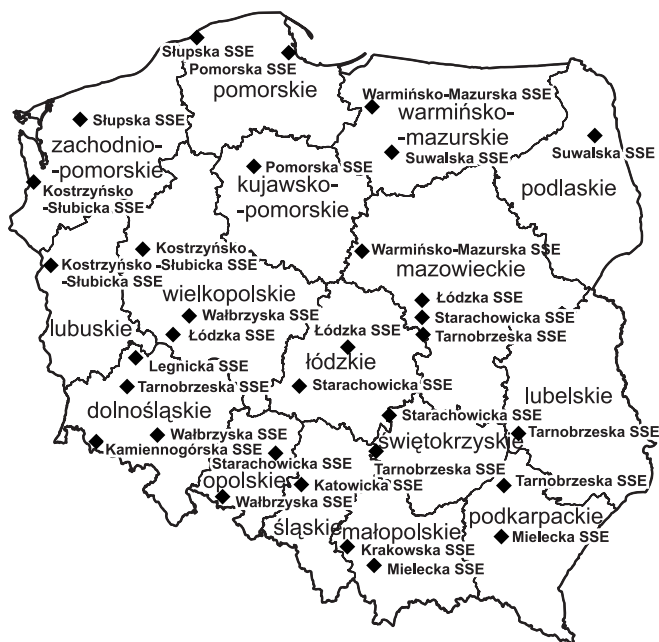 Słupska SSE
Pomorska SSE
pomorskie
Warmińsko-Mazurska SSE
warmińsko-
-mazurskie
Słupska SSE
zachodnio-
-pomorskie
Suwalska SSE
Suwalska SSE
Pomorska SSE
kujawsko-
-pomorskie
podlaskie
Kostrzyńsko
-Słubicka SSE
Kostrzyńsko
-Słubicka SSE
Kostrzyńsko
-Słubicka SSE
Warmińsko-Mazurska SSE
mazowieckie
wielkopolskie
Łódzka SSE
Starachowicka SSE
Tarnobrzeska SSE
lubuskie
Wałbrzyska SSE
Łódzka SSE
Łódzka SSE
łódzkie
Legnicka SSE
Tarnobrzeska SSE
Starachowicka SSE
lubelskie
dolnośląskie
Starachowicka SSE
Wałbrzyska SSE
Kamiennogórska SSE
Tarnobrzeska SSE
świętokrzyskie
Starachowicka SSE
Tarnobrzeska SSE
opolskie
Katowicka SSE
Tarnobrzeska SSE
Wałbrzyska SSE
śląskie
małopolskie
podkarpackie
Krakowska SSE
Mielecka SSE
Mielecka SSE